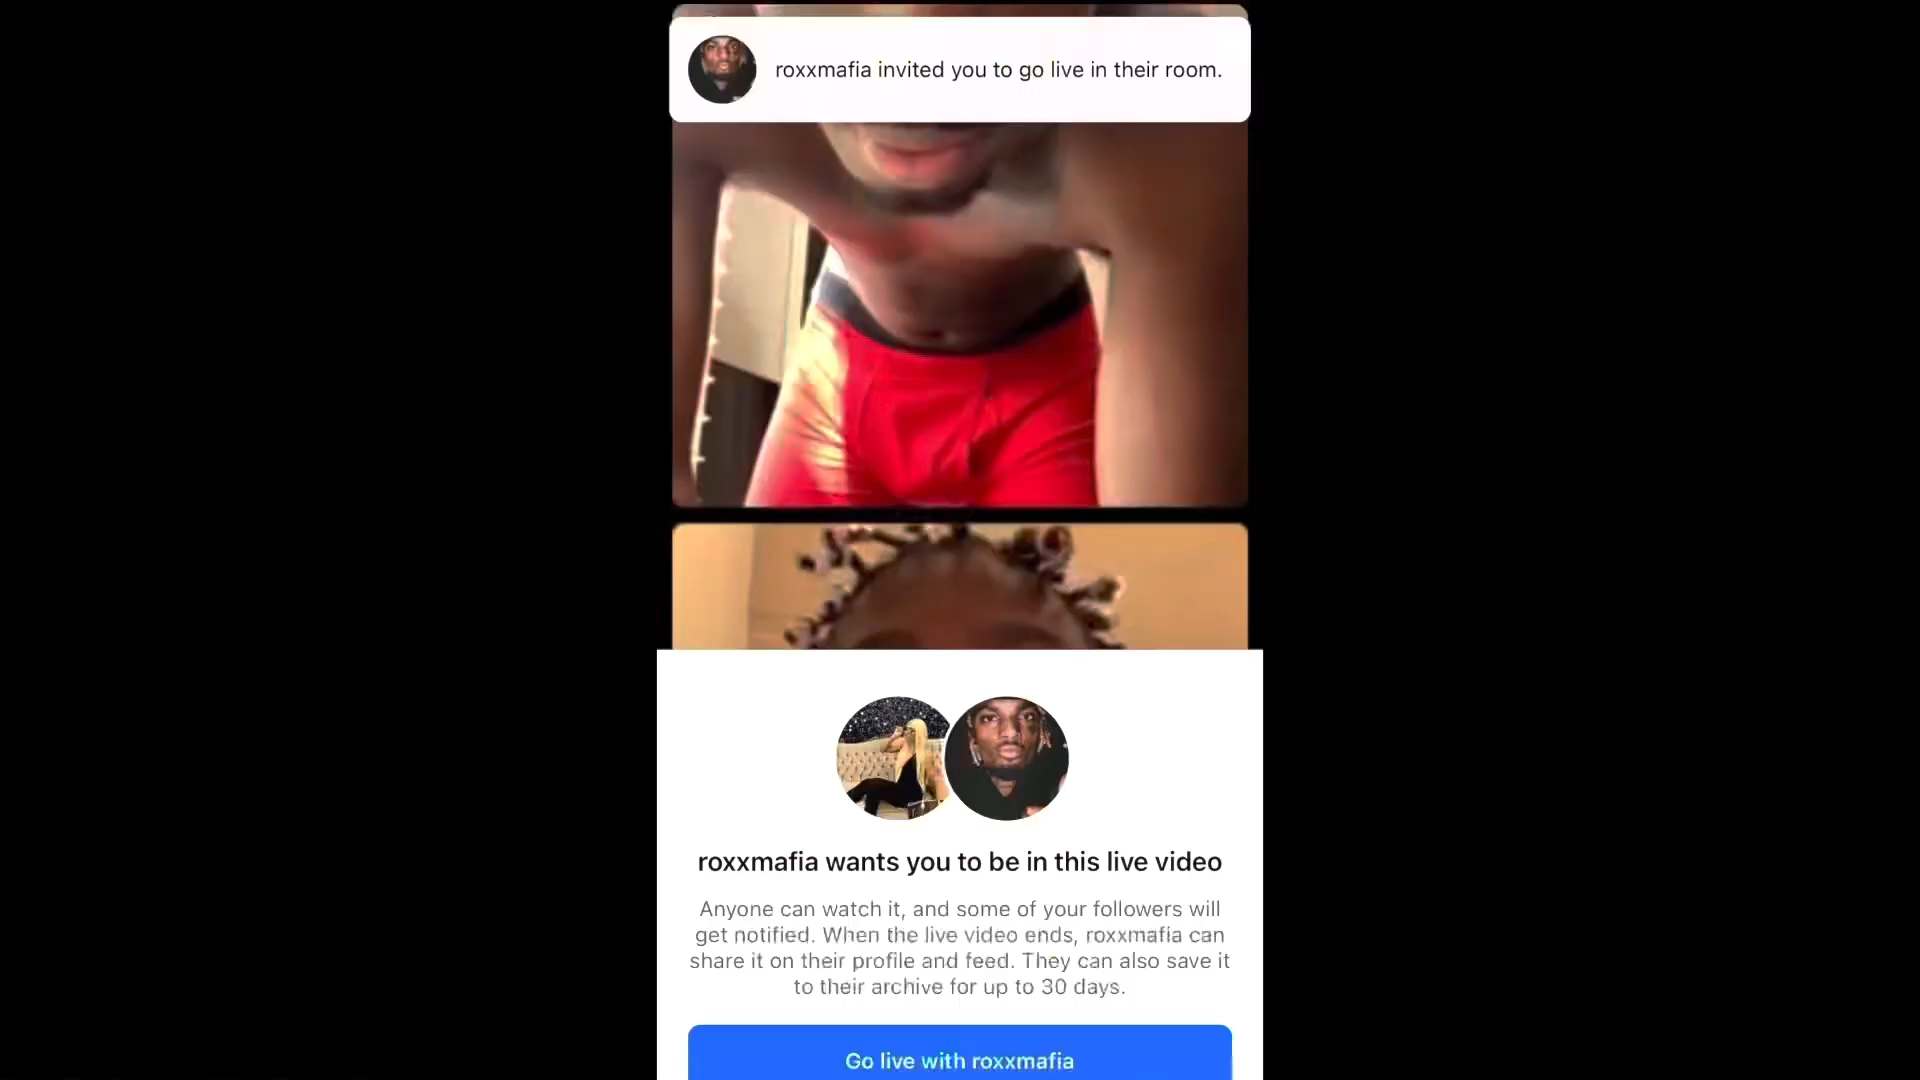 roxxmafia invited you to go live in their room.
roxxmafia wants you to be in this live video
Anyone can watch it, and some of your followers will
get notified. When the live video ends, roxxmafia can
share it on their profile and feed. They can also save it
to their archive for up to 30 days.
Go live with roxxmafia